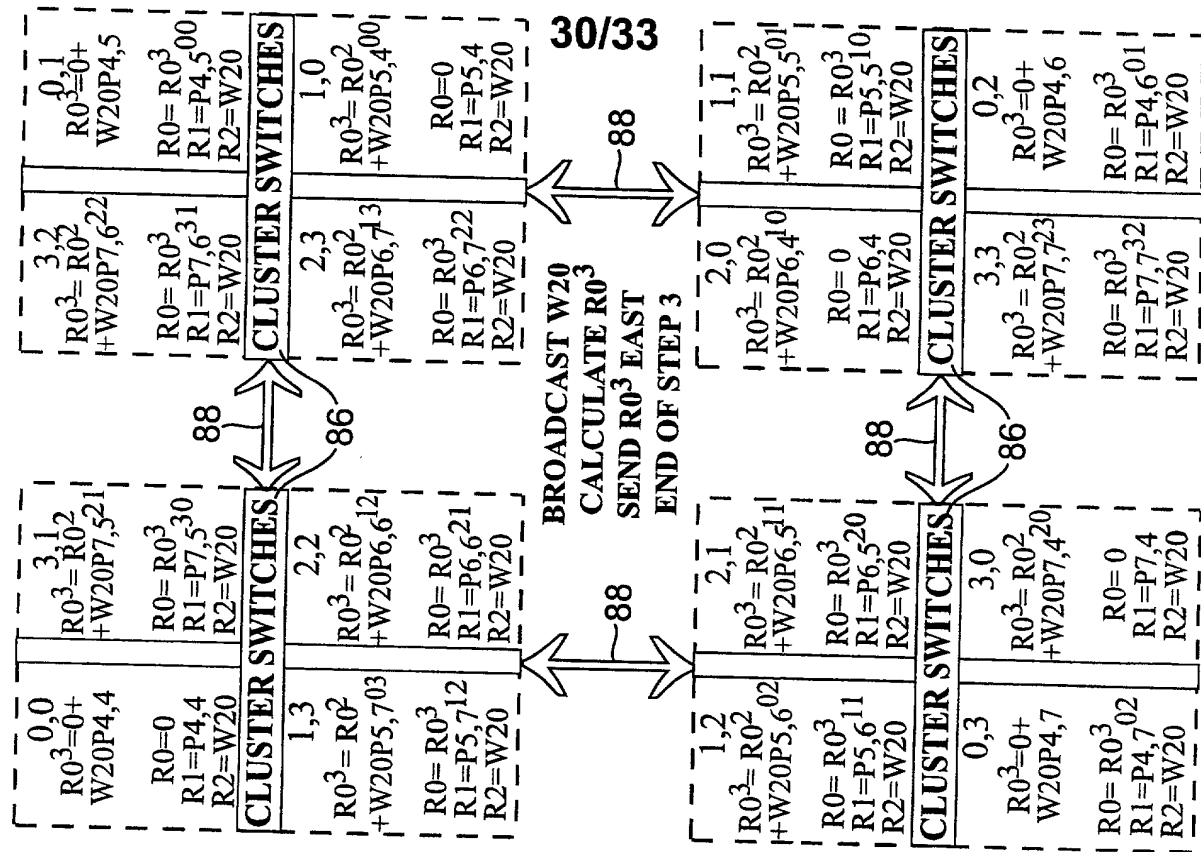 30/33
0,0
R0³=0+
W20P4,4
R0=0
R1=P4,4
R2=W20
3,1
R0³= R0²
+W20P7,5²¹
R0= R0³
R1=P7,5³⁰
R2=W20
CLUSTER SWITCHES
1,3
R0³= R0²
+W20P5,7⁰³
R0= R0³
R1=P5,7¹²
R2=W20
2,2
R0³= R0²
+W20P6,6¹²
R0= R0³
R1=P6,6²¹
R2=W20
88
86
3,2
R0³= R0²
+W20P7,6²²
R0= R0³
R1=P7,6³¹
R2=W20
0,1
R0³=0+
W20P4,5
R0= R0³
R1=P4,5⁰⁰
R2=W20
CLUSTER SWITCHES
2,3
R0³= R0²
+W20P6,7¹³
R0= R0³
R1=P6,7²²
R2=W20
1,0
R0³= R0²
+W20P5,4⁰⁰
R0=0
R1=P5,4
R2=W20
88
BROADCAST W20
CALCULATE R0³
SEND R0³ EAST
END OF STEP 3
88
1,2
R0³= R0²
+W20P5,6⁰²
R0= R0³
R1=P5,6¹¹
R2=W20
2,1
R0³= R0²
+W20P6,5¹¹
R0= R0³
R1=P6,5²⁰
R2=W20
CLUSTER SWITCHES
0,3
R0³=0+
W20P4,7
R0= R0³
R1=P4,7⁰²
R2=W20
3,0
R0³= R0²
+W20P7,4²⁰
R0= 0
R1=P7,4
R2=W20
88
86
2,0
R0³= R0²
+W20P6,4¹⁰
R0= 0
R1=P6,4
R2=W20
1,1
R0³= R0²
+W20P5,5⁰¹
R0 = R0³
R1=P5,5¹⁰
R2=W20
CLUSTER SWITCHES
3,3
R0³= R0²
+W20P7,7²³
R0= R0³
R1=P7,7³²
R2=W20
0,2
R0³=0+
W20P4,6
R0= R0³
R1=P4,6⁰¹
R2=W20